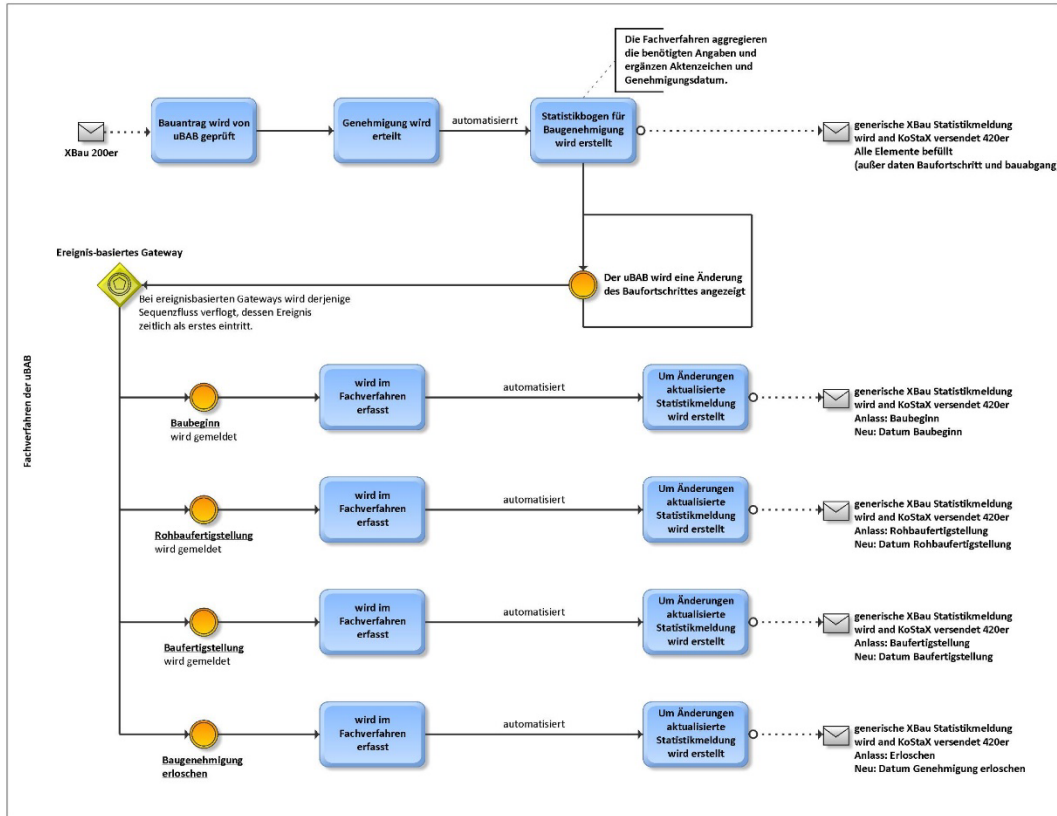 Die Fachverfahren aggregieren
die benötigten Angaben und
ergänzen Aktenzeichen und
Genehmigungsdatum.
XBau 200er
Bauantrag wird von
uBAB geprüft
Genehmigung wird
erteilt
automatisierrt
Statistikbogen für
Baugenehmigung
wird erstellt
generische XBau Statistikmeldung
wird and KoStaX versendet 420er
Alle Elemente befüllt
(außer daten Baufortschritt und bauabgang
Ereignis-basiertes Gateway
Bei ereignisbasierten Gateways wird derjenige
Sequenzfluss verflogt, dessen Ereignis
zeitlich als erstes eintritt.
Der uBAB wird eine Änderung
des Baufortschrittes angezeigt
Fachverfahren der uBAB
Baubeginn
wird gemeldet
wird im
Fachverfahren
erfasst
automatisiert
Um Änderungen
aktualisierte
Statistikmeldung
wird erstellt
generische XBau Statistikmeldung
wird and KoStaX versendet 420er
Anlass: Baubeginn
Neu: Datum Baubeginn
Rohbaufertigstellung
wird gemeldet
wird im
Fachverfahren
erfasst
automatisiert
Um Änderungen
aktualisierte
Statistikmeldung
wird erstellt
generische XBau Statistikmeldung
wird and KoStaX versendet 420er
Anlass: Rohbaufertigstellung
Neu: Datum Rohbaufertigstellung
Baufertigstellung
wird gemeldet
wird im
Fachverfahren
erfasst
automatisiert
Um Änderungen
aktualisierte
Statistikmeldung
wird erstellt
generische XBau Statistikmeldung
wird and KoStaX versendet 420er
Anlass: Baufertigstellung
Neu: Datum Baufertigstellung
Baugenehmigung
erloschen
wird im
Fachverfahren
erfasst
automatisiert
Um Änderungen
aktualisierte
Statistikmeldung
wird erstellt
generische XBau Statistikmeldung
wird and KoStaX versendet 420er
Anlass: Erloschen
Neu: Datum Genehmigung erloschen